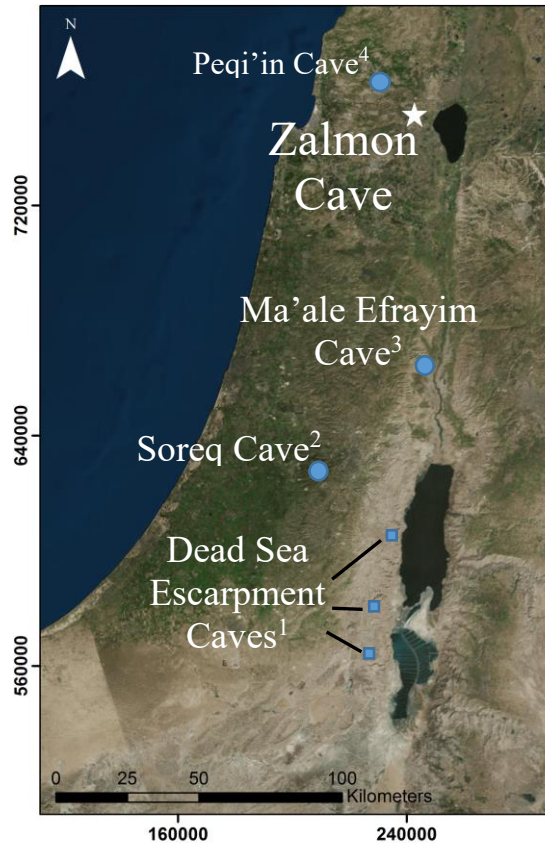 N
Peqi'in Cave4
Zalmon
Cave
720000
Ma'ale Efrayim
Cave3
640000
Soreq Cave2
Dead Sea
Escarpment
Caves1
560000
0 25 50 100
Kilometers
160000 240000